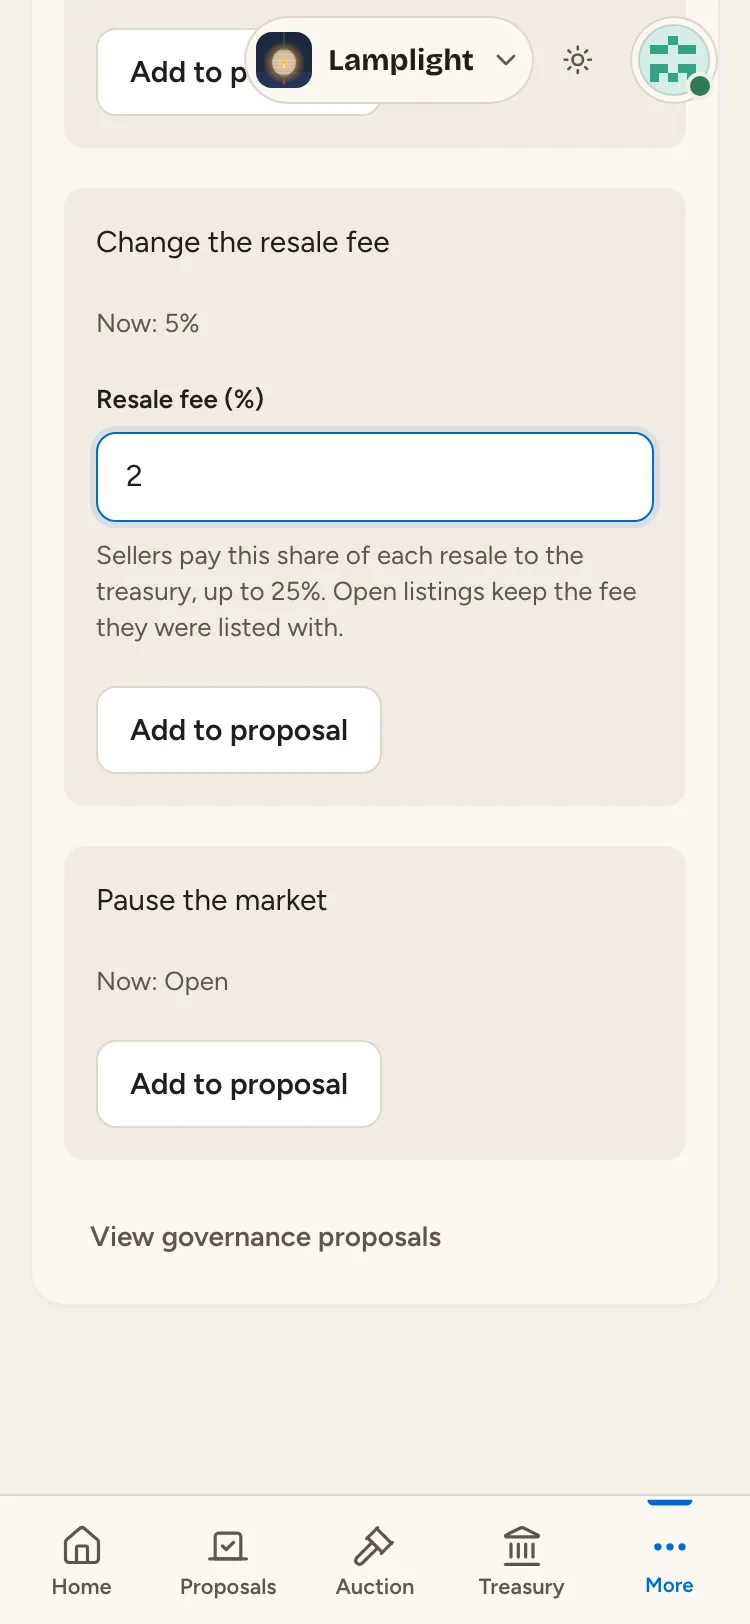 Add to p
Lamplight
Change the resale fee
Now: 5%
Resale fee (%)
2
Sellers pay this share of each resale to the
treasury, up to 25%. Open listings keep the fee
they were listed with.
Add to proposal
Pause the market
Now: Open
Add to proposal
View governance proposals
Home
Proposals
Auction
Treasury
More